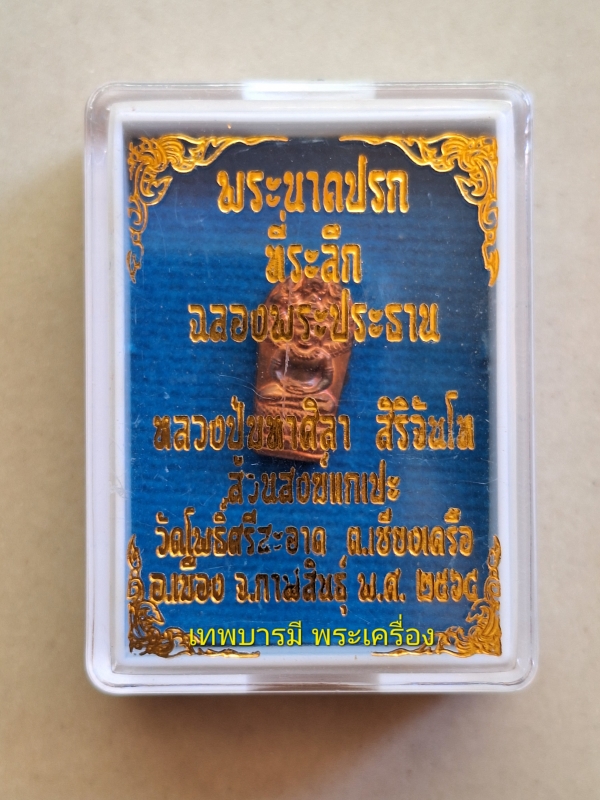 พระนาคปรก
ที่ระลึก
ฉลองพระประธาน
หลวงปู่มหาศิลา สิริจันโท
สวนสงฆ์แกเปะ
วัดโพธิ์ศรีสะอาด ต.เชียงเครือ
อ.เมือง จ.กาฬสินธุ์ พ.ศ. ๒๕๖๔
เทพบารมี พระเครื่อง